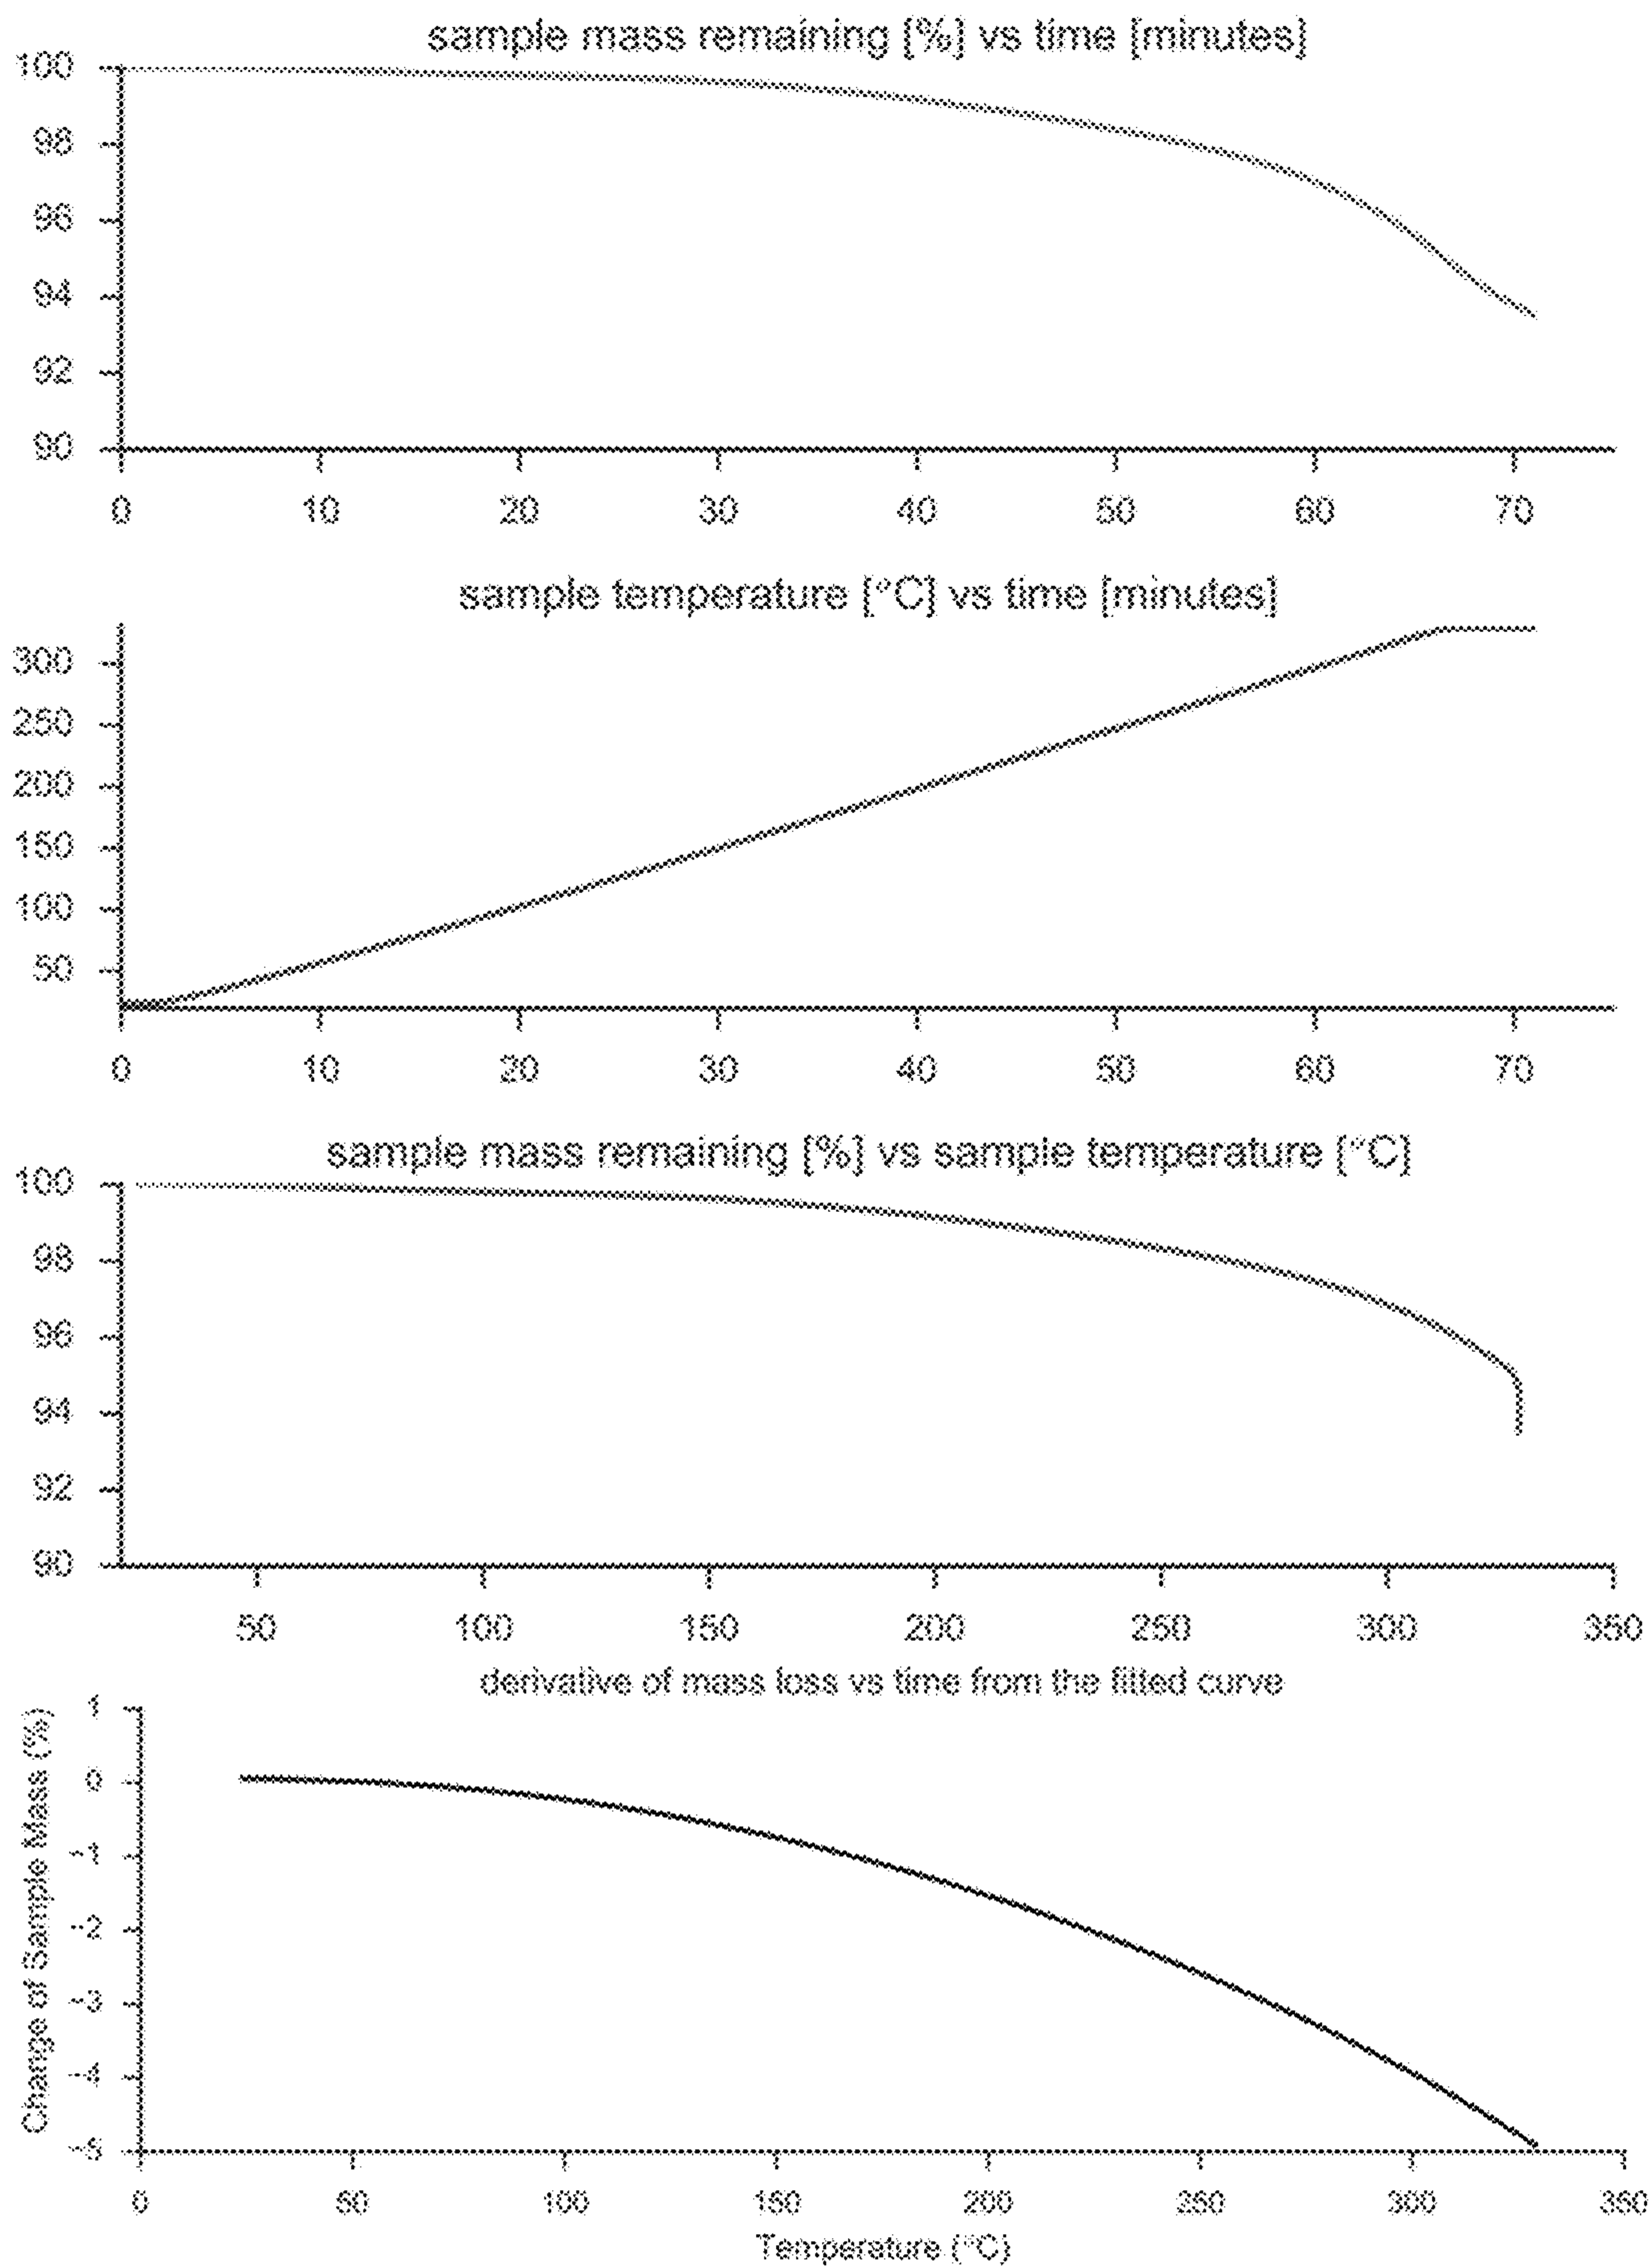 sample mass remaining [%] vs time [minutes]
100
98
96
94
92
90
0 10 20 30 40 50 60 70
sample temperature [°C] vs time [minutes]
300
250
200
150
100
50
0 10 20 30 40 50 60 70
sample mass remaining [%] vs sample temperature [°C]
100
98
96
94
92
90
50 100 150 200 250 300 350
derivative of mass loss vs time from the fitted curve
Change of Sample Mass (%)
1
0
-1
-2
-3
-4
-5
0 50 100 150 200 250 300 350
Temperature (°C)